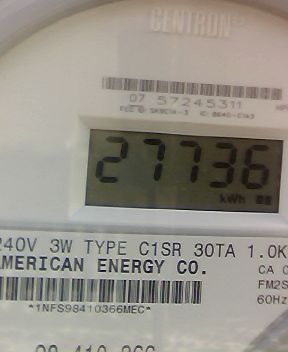 CENTRON®
07 57245311
27736
kWh
240V 3W TYPE C1SR 30TA 1.0K
AMERICAN ENERGY CO.
CA
FM2S
60Hz
*1NFS98410366MEC*